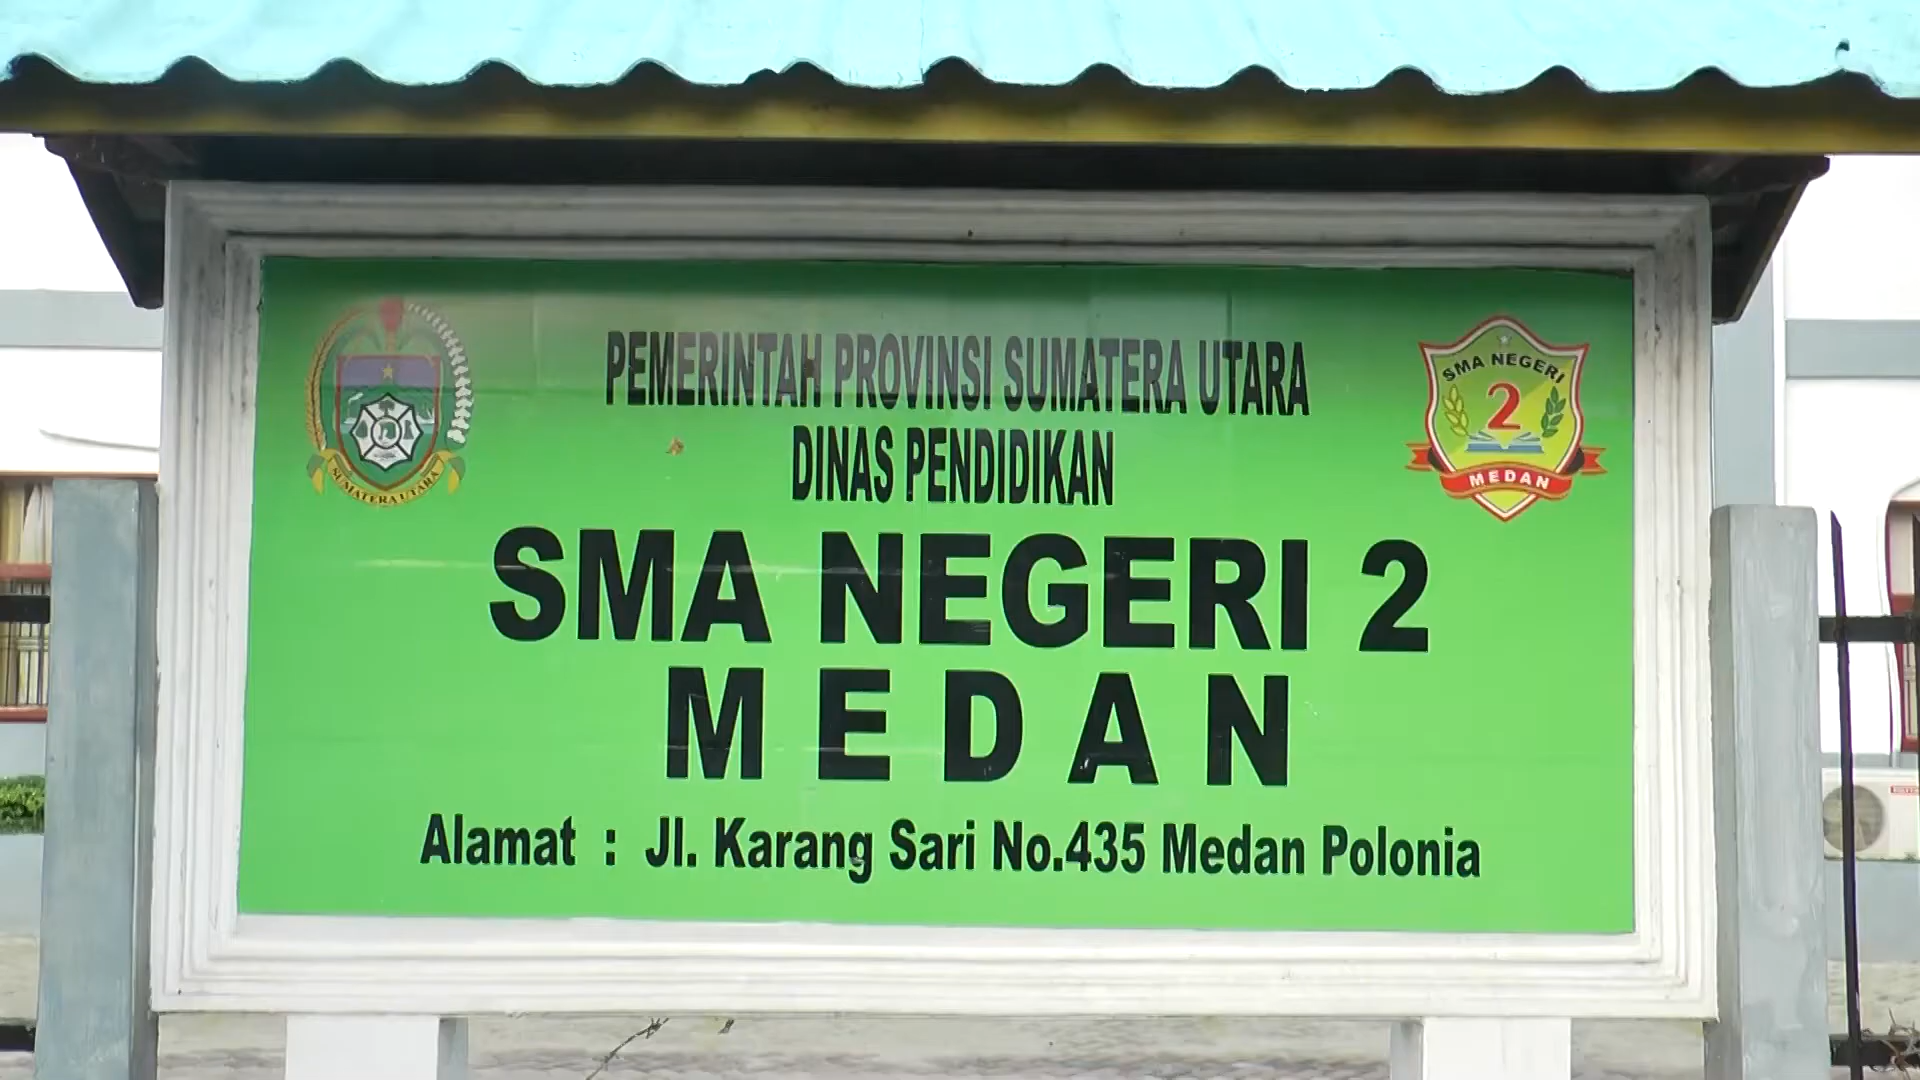 PEMERINTAH PROVINSI SUMATERA UTARA
DINAS PENDIDIKAN
SMA NEGERI 2
MEDAN
Alamat : Jl. Karang Sari No.435 Medan Polonia
SUMATERA UTARA
SMA NEGERI
2
MEDAN